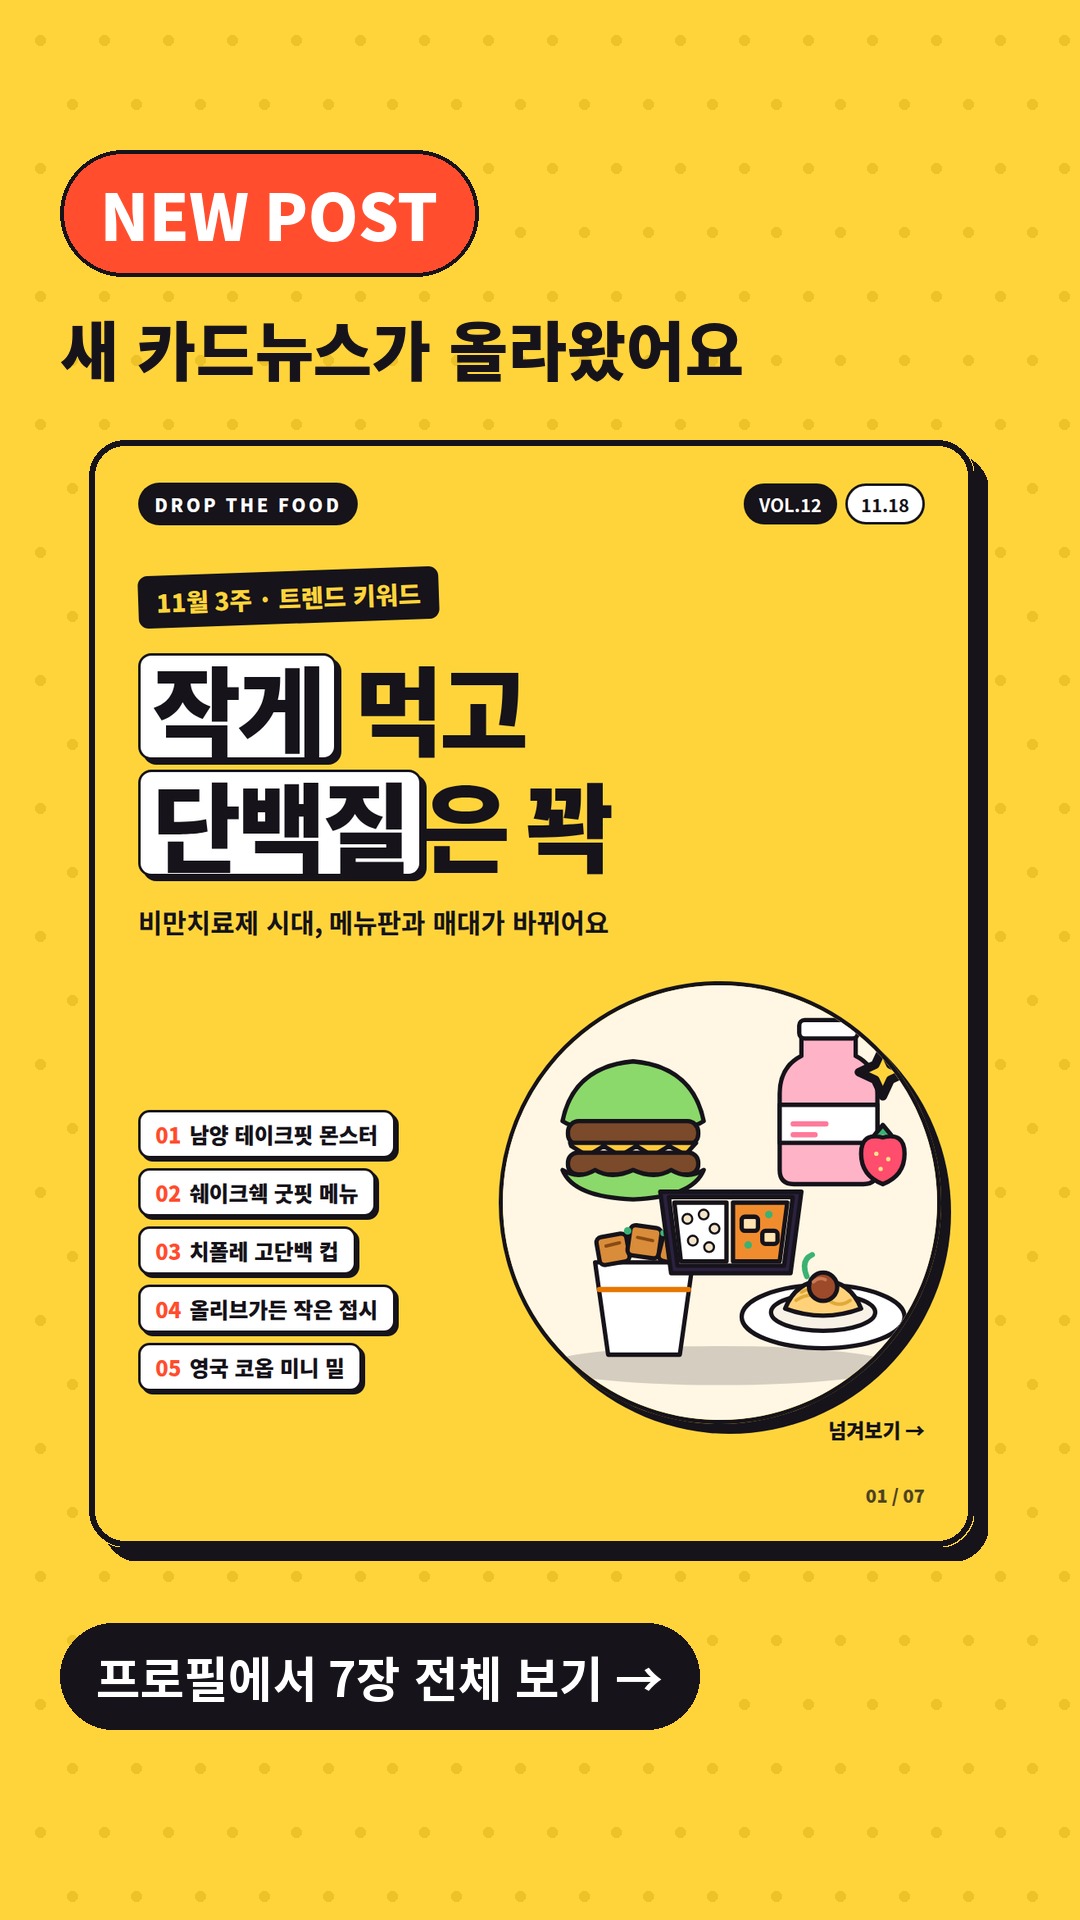 NEW POST
새 카드뉴스가 올라왔어요
DROP THE FOOD
VOL.12
11.18
11월 3주 · 트렌드 키워드
작게 먹고
단백질은 꽉
비만치료제 시대, 메뉴판과 매대가 바뀌어요
01 남양 테이크핏 몬스터
02 쉐이크쉑 굿핏 메뉴
03 치폴레 고단백 컵
04 올리브가든 작은 접시
05 영국 코옵 미니 밀
넘겨보기 →
01 / 07
프로필에서 7장 전체 보기 →